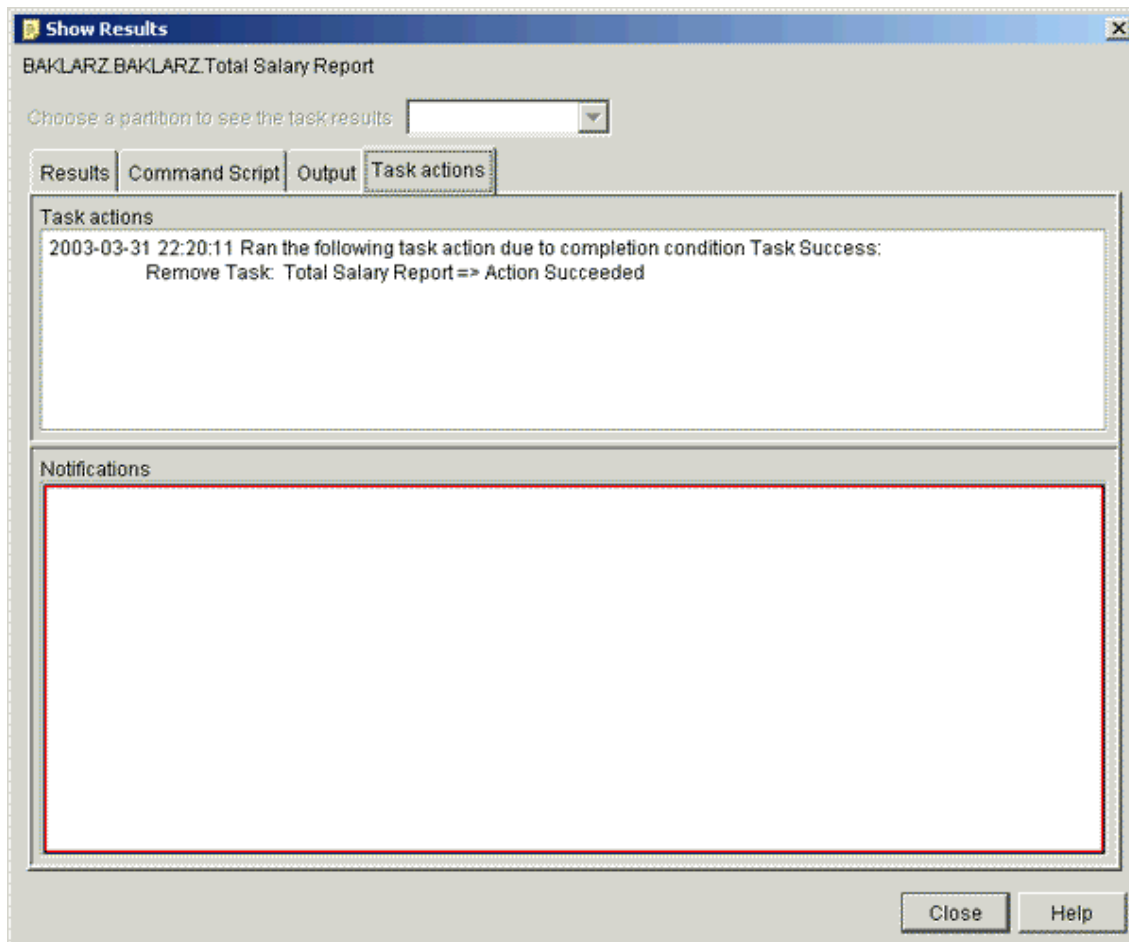 Show Results
BAKLARZ.BAKLARZ.Total Salary Report
Choose a partition to see the task results
Results Command Script Output Task actions
Task actions
2003-03-31 22:20:11 Ran the following task action due to completion condition Task Success:
Remove Task: Total Salary Report => Action Succeeded
Notifications
Close Help